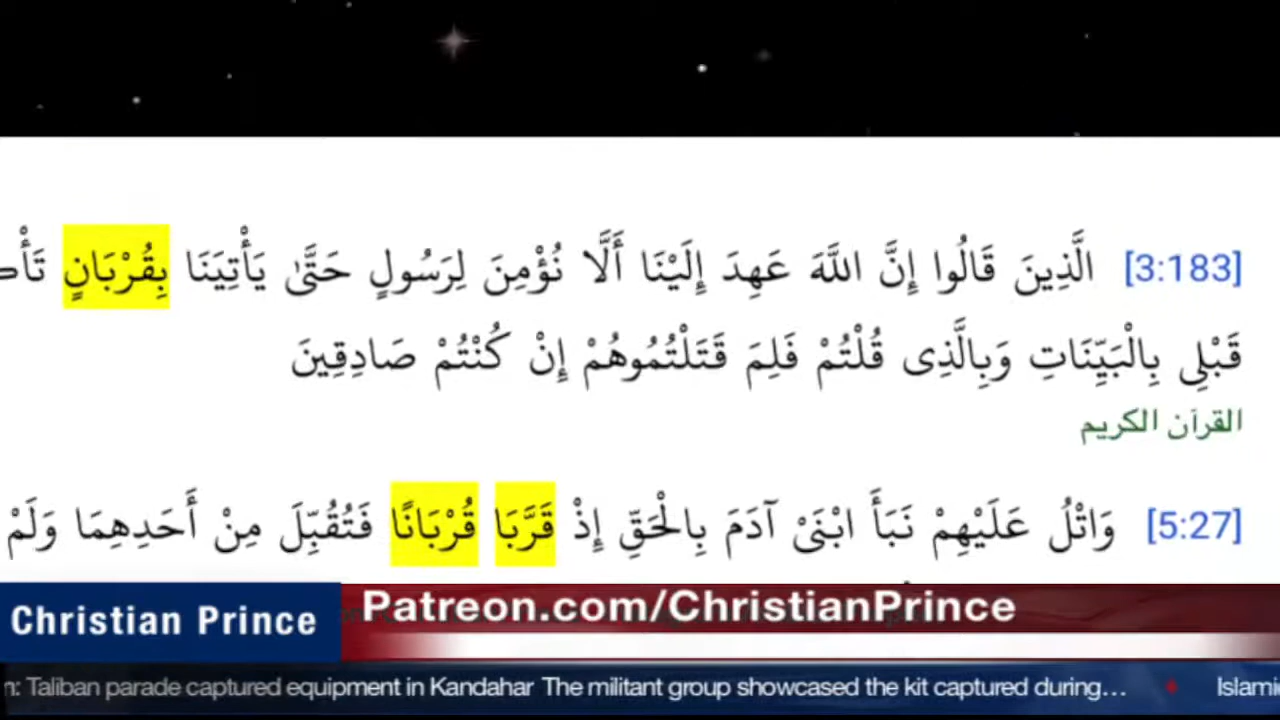 [3:183] الَّذِينَ قَالُوا إِنَّ اللَّهَ عَهِدَ إِلَيْنَا أَلَّا نُؤْمِنَ لِرَسُولٍ حَتَّىٰ يَأْتِيَنَا بِقُرْبَانٍ
قَبْلِى بِالْبَيِّنَاتِ وَبِالَّذِى قُلْتُمْ فَلِمَ قَتَلْتُمُوهُمْ إِنْ كُنْتُمْ صَادِقِينَ
القرآن الكريم
[5:27] وَاتْلُ عَلَيْهِمْ نَبَأَ ابْنَىْ آدَمَ بِالْحَقِّ إِذْ قَرَّبَا قُرْبَانًا فَتُقُبِّلَ مِنْ أَحَدِهِمَا وَلَمْ
Christian Prince
Patreon.com/ChristianPrince
n: Taliban parade captured equipment in Kandahar The militant group showcased the kit captured during... Islami